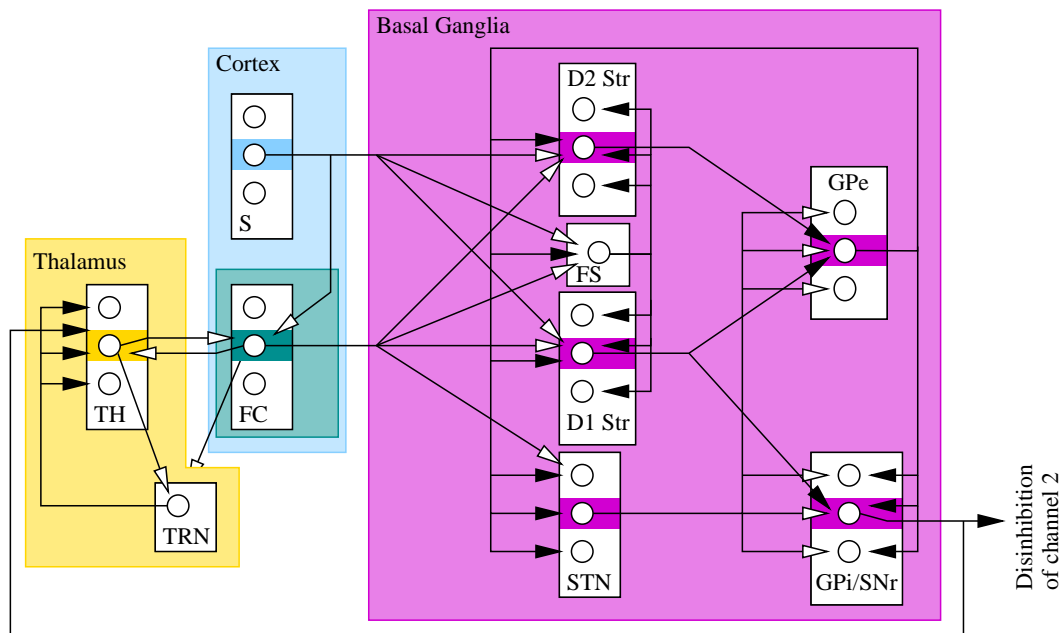 Basal Ganglia
Cortex
D2 Str
S
GPe
Thalamus
FS
TH
FC
D1 Str
TRN
STN
GPi/SNr
Disinhibition
of channel 2